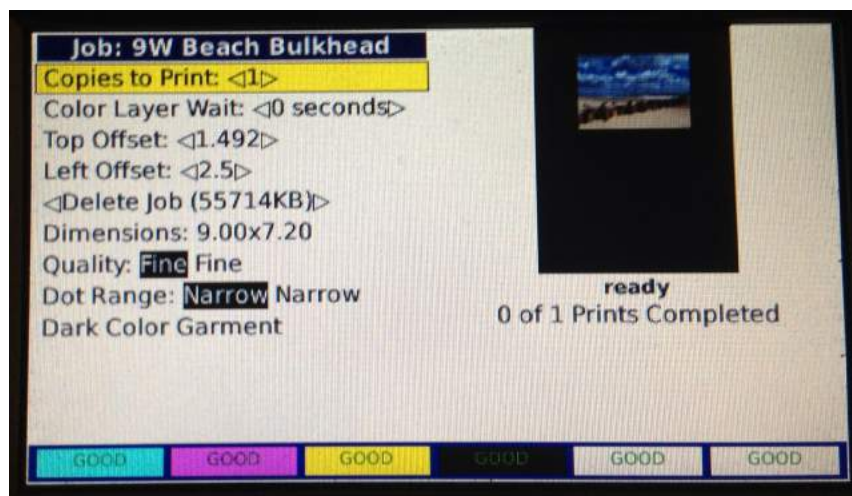 Job: 9W Beach Bulkhead
Copies to Print: ◁1▷
Color Layer Wait: ◁0 seconds▷
Top Offset: ◁1.492▷
Left Offset: ◁2.5▷
◁Delete Job (55714KB)▷
Dimensions: 9.00x7.20
Quality: Fine Fine
Dot Range: Narrow Narrow
Dark Color Garment
ready
0 of 1 Prints Completed
GOOD GOOD GOOD GOOD GOOD GOOD